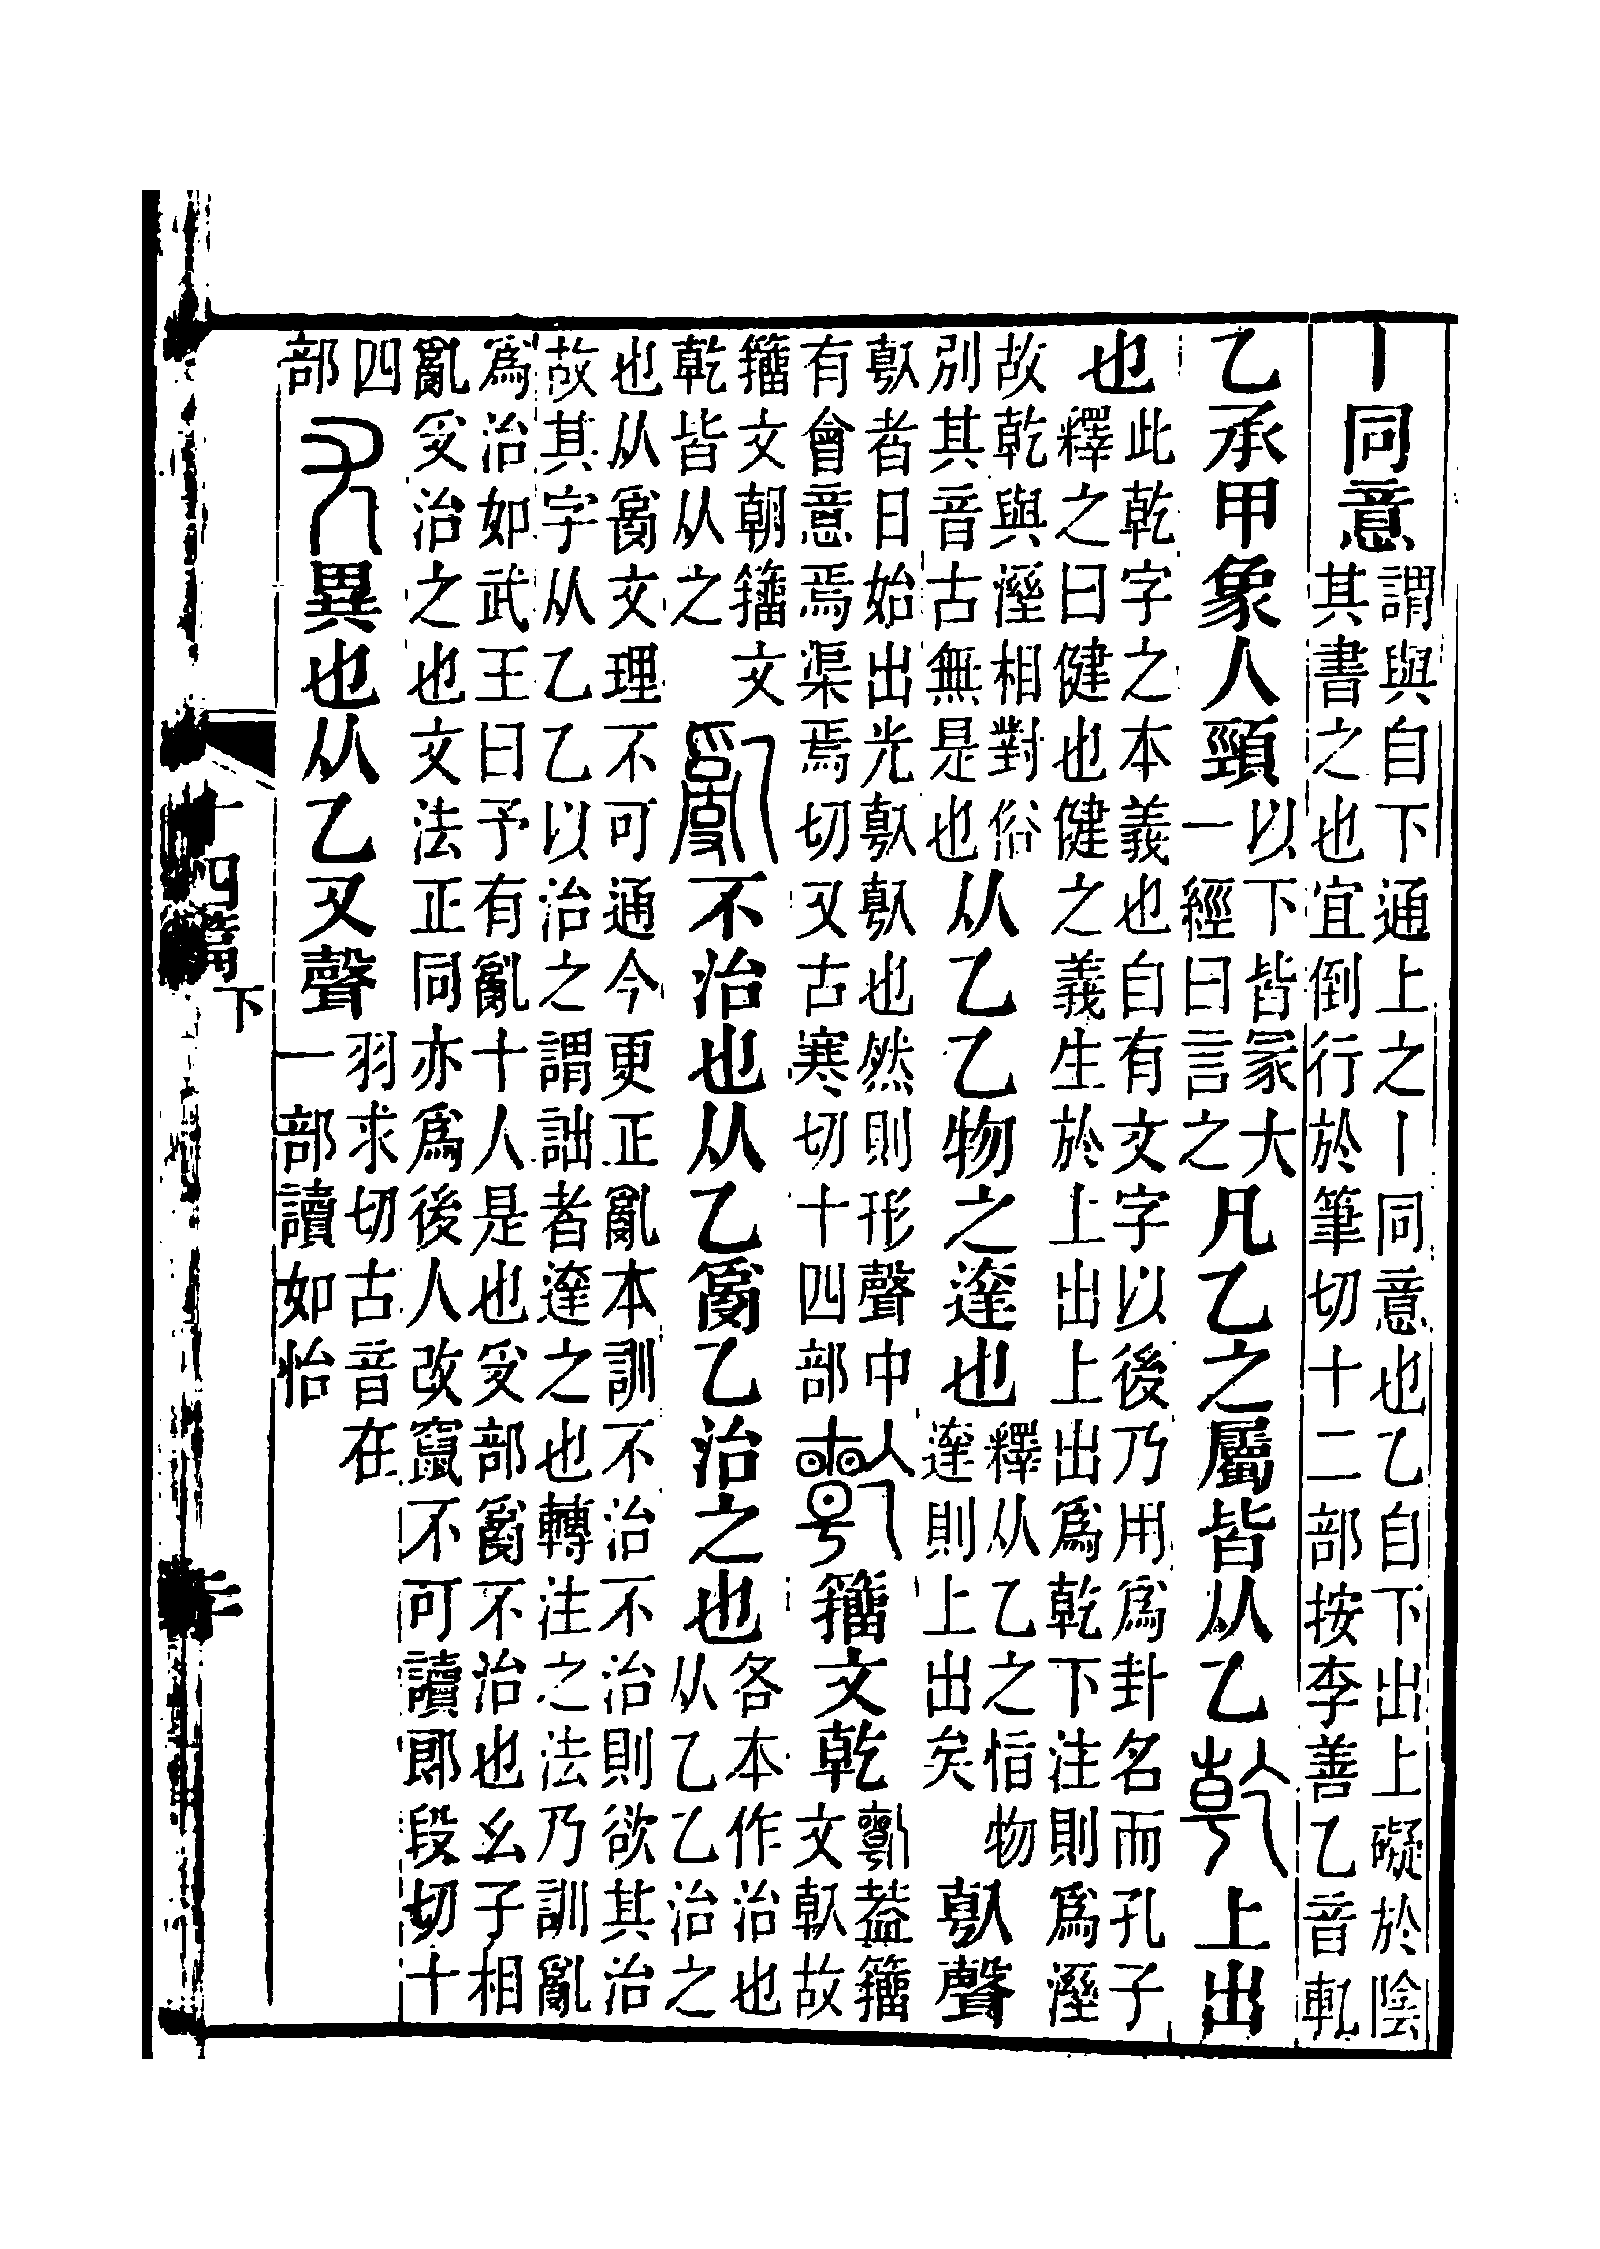 丨同意謂與自下通上之丨同意也乙自下出上礙於陰
其書之也宜倒行於筆切十二部按李善乙音軋
乙承甲象人頸以下皆冡大
一經曰言之
凡乙之屬皆从乙乾上出
也此乾字之本義也自有文字以後乃用爲卦名而孔子
釋之曰健也健之義生於上出上出爲乾下注則爲溼
故乾與溼相對俗
別其音古無是也
从乙乙物之達也釋从乙之恉物
達則上出矣
倝聲
倝者日始出光倝倝也然則形聲中
有會意焉渠焉切又古寒切十四部
籒文乾蓋籒
文倝故
籒文朝籒文
乾皆从之
亂不治也从乙𤔔乙治之也各本作治也
从乙乙治之
也从𤔔文理不可通今更正亂本訓不治不治則欲其治
故其字从乙乙以治之謂詘者達之也轉注之法乃訓亂
爲治如武王曰予有亂十人是也𠬪部𤔔不治也幺子相
亂𠬪治之也文法正同亦爲後人改竄不可讀郎段切十
四
部
尤異也从乙又聲羽求切古音在
一部讀如怡
十四篇下